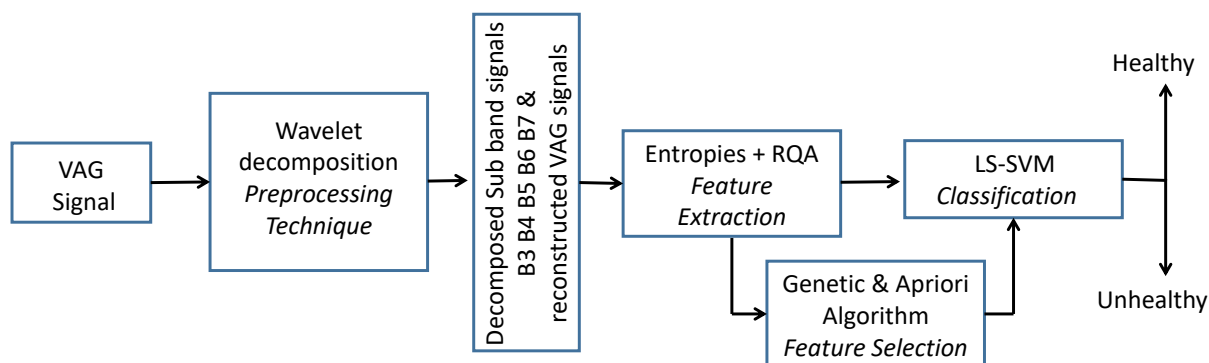 VAG
Signal
Wavelet
decomposition
Preprocessing
Technique
Decomposed Sub band signals
B3 B4 B5 B6 B7 &
reconstructed VAG signals
Entropies + RQA
Feature
Extraction
Genetic & Apriori
Algorithm
Feature Selection
LS-SVM
Classification
Healthy
Unhealthy